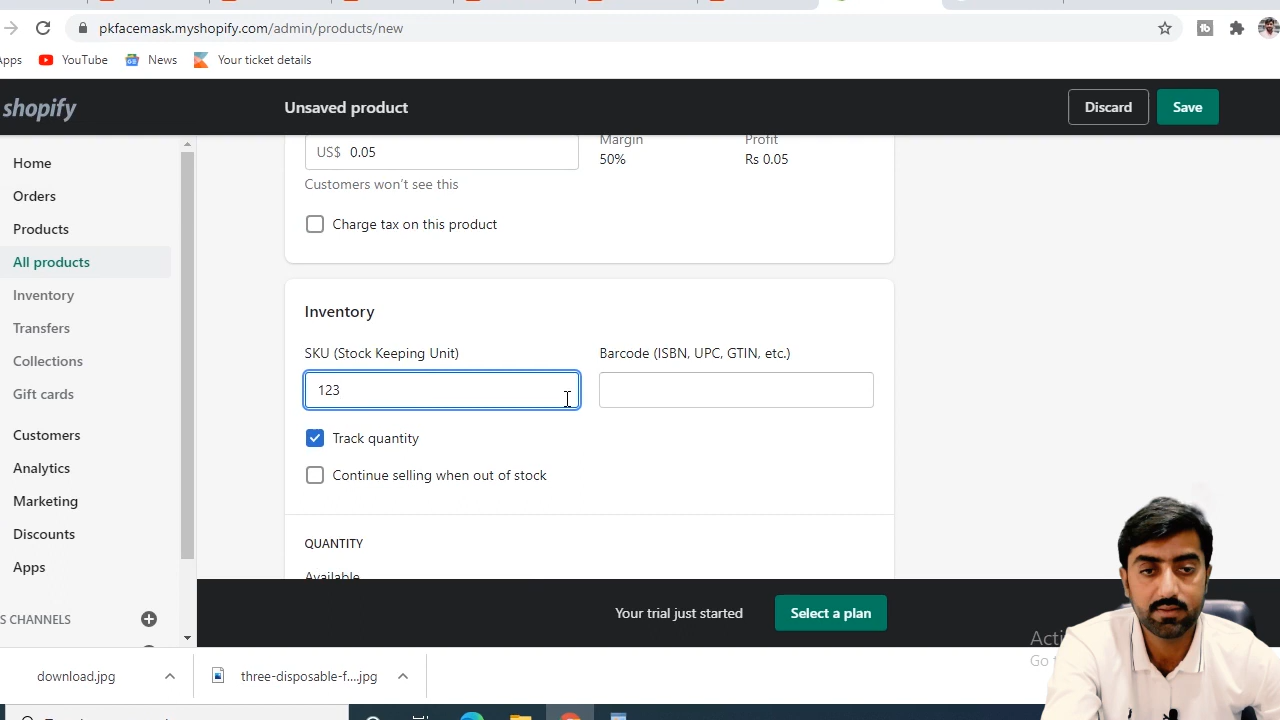 pkfacemask.myshopify.com/admin/products/new
YouTube
News
Your ticket details
shopify
Unsaved product
Discard
Save
Home
Orders
Products
All products
Inventory
Transfers
Collections
Gift cards
Customers
Analytics
Marketing
Discounts
Apps
S CHANNELS
US$ 0.05
Customers won't see this
Margin
50%
Profit
Rs 0.05
Charge tax on this product
Inventory
SKU (Stock Keeping Unit)
Barcode (ISBN, UPC, GTIN, etc.)
123
Track quantity
Continue selling when out of stock
QUANTITY
Available
Your trial just started
Select a plan
download.jpg
three-disposable-f....jpg